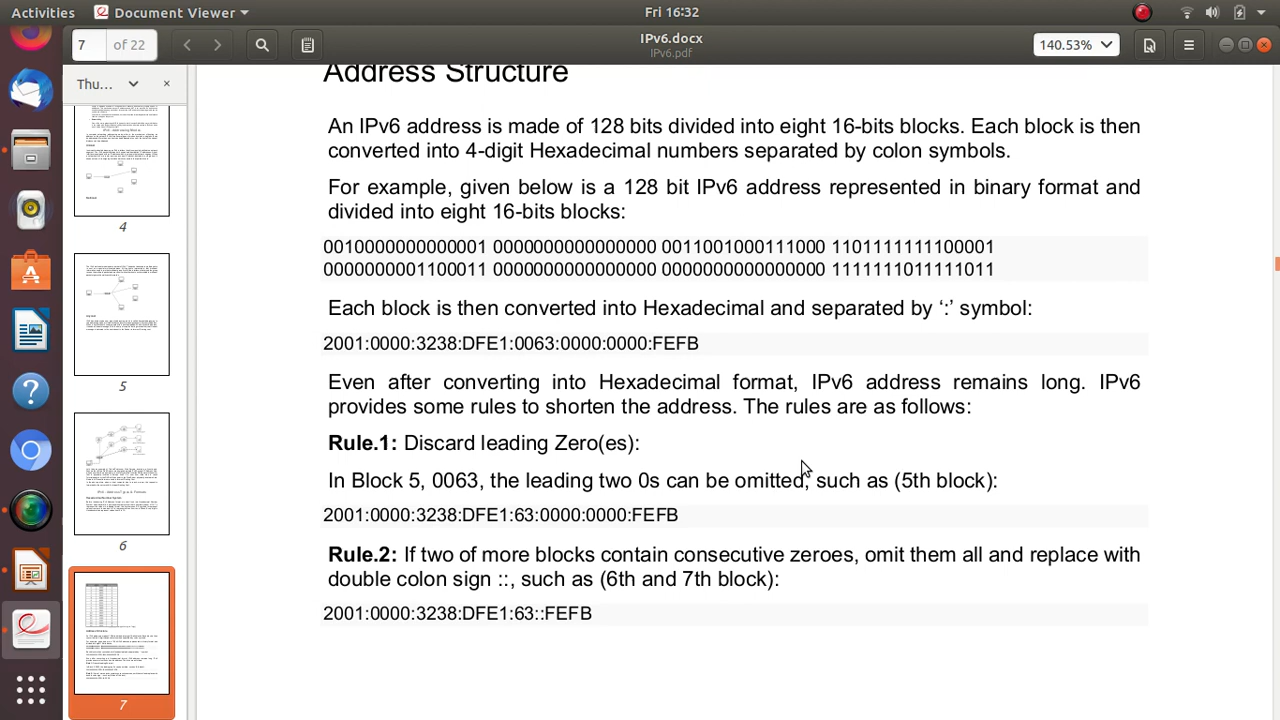 Activities Document Viewer Fri 16:32
7 of 22 IPv6.docx 140.53%
IPv6.pdf
Thu...
4
5
6
7
Address Structure
An IPv6 address is made of 128 bits divided into eight 16-bits blocks. Each block is then
converted into 4-digit Hexadecimal numbers separated by colon symbols.
For example, given below is a 128 bit IPv6 address represented in binary format and
divided into eight 16-bits blocks:
0010000000000001 0000000000000000 0011001000111000 1101111111100001
0000000001100011 0000000000000000 0000000000000000 1111111011111011
Each block is then converted into Hexadecimal and separated by ‘:’ symbol:
2001:0000:3238:DFE1:0063:0000:0000:FEFB
Even after converting into Hexadecimal format, IPv6 address remains long. IPv6
provides some rules to shorten the address. The rules are as follows:
Rule.1: Discard leading Zero(es):
In Block 5, 0063, the leading two 0s can be omitted, such as (5th block):
2001:0000:3238:DFE1:63:0000:0000:FEFB
Rule.2: If two of more blocks contain consecutive zeroes, omit them all and replace with
double colon sign ::, such as (6th and 7th block):
2001:0000:3238:DFE1:63::FEFB